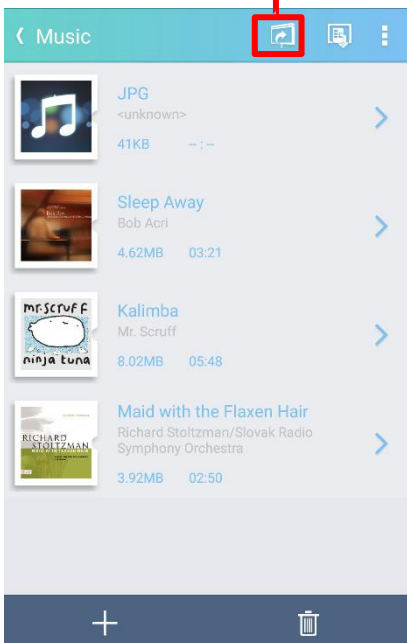 Music
JPG
<unknown>
41KB --:--
Sleep Away
Bob Acri
4.62MB 03:21
mr.scruff
ninja tuna
Kalimba
Mr. Scruff
8.02MB 05:48
RICHARD
STOLTZMAN
Maid with the Flaxen Hair
Richard Stoltzman/Slovak Radio
Symphony Orchestra
3.92MB 02:50